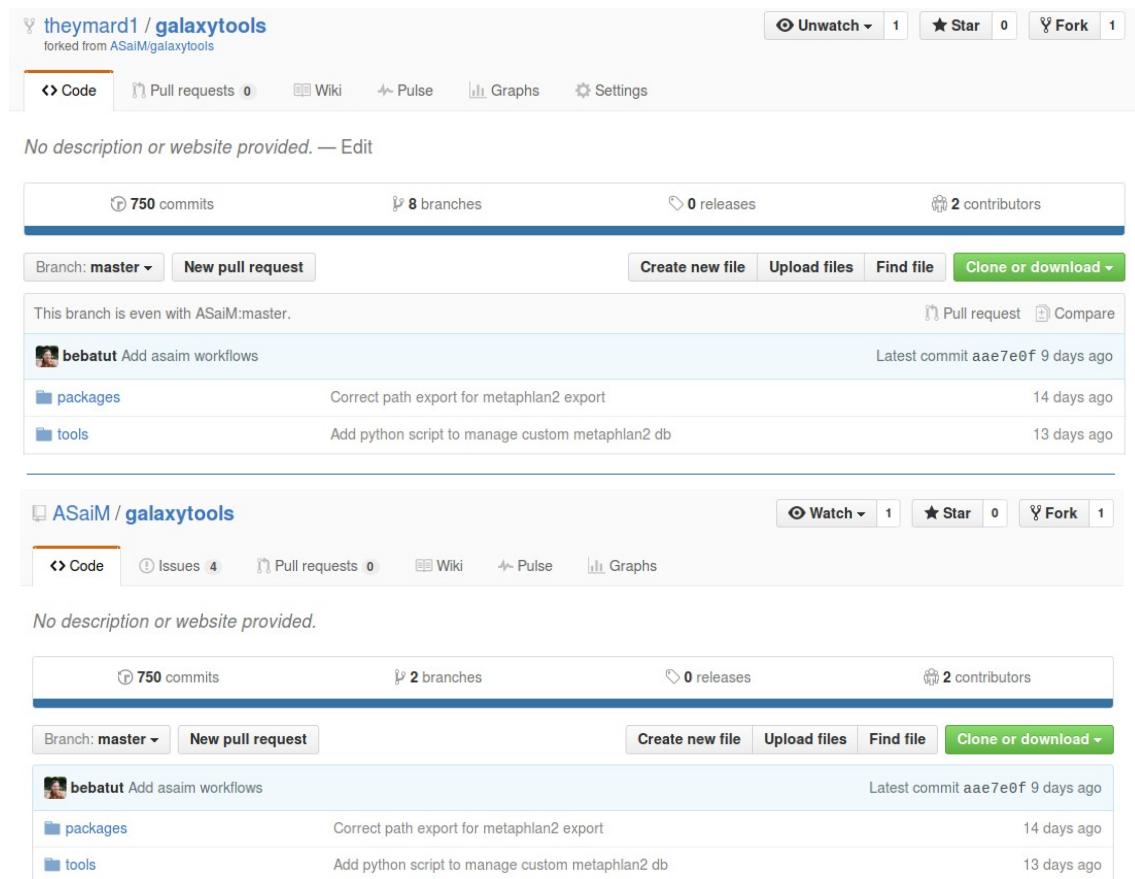 theymard1 / galaxytools Unwatch 1 Star 0 Fork 1
forked from ASaiM/galaxytools
<> Code Pull requests 0 Wiki Pulse Graphs Settings
No description or website provided. — Edit
750 commits 8 branches 0 releases 2 contributors
Branch: master New pull request Create new file Upload files Find file Clone or download
This branch is even with ASaiM:master. Pull request Compare
bebatut Add asaim workflows Latest commit aae7e0f 9 days ago
packages Correct path export for metaphlan2 export 14 days ago
tools Add python script to manage custom metaphlan2 db 13 days ago
ASaiM / galaxytools Watch 1 Star 0 Fork 1
<> Code Issues 4 Pull requests 0 Wiki Pulse Graphs
No description or website provided.
750 commits 2 branches 0 releases 2 contributors
Branch: master New pull request Create new file Upload files Find file Clone or download
bebatut Add asaim workflows Latest commit aae7e0f 9 days ago
packages Correct path export for metaphlan2 export 14 days ago
tools Add python script to manage custom metaphlan2 db 13 days ago